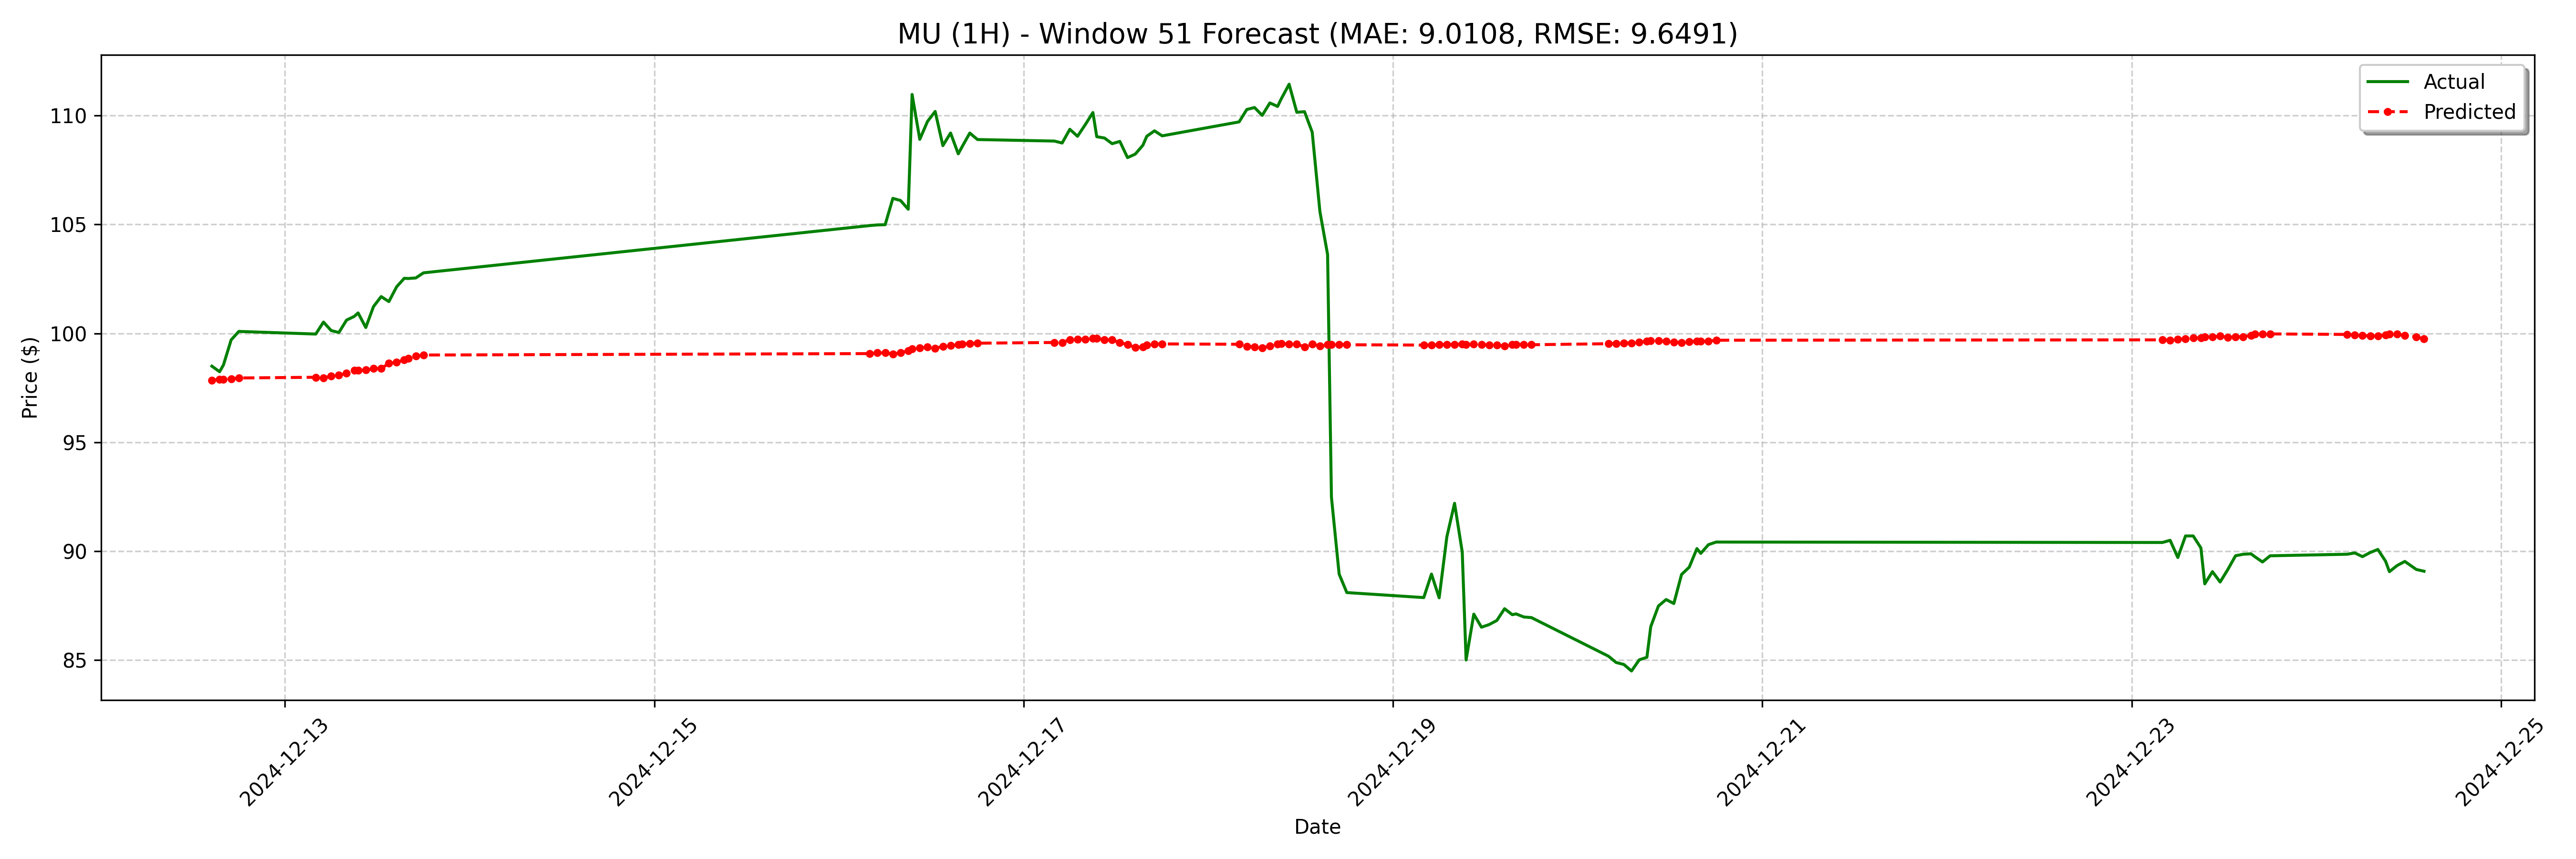 MU (1H) - Window 51 Forecast (MAE: 9.0108, RMSE: 9.6491)
Actual
Predicted
Price ($)
110
105
100
95
90
85
2024-12-13
2024-12-15
2024-12-17
2024-12-19
2024-12-21
2024-12-23
2024-12-25
Date